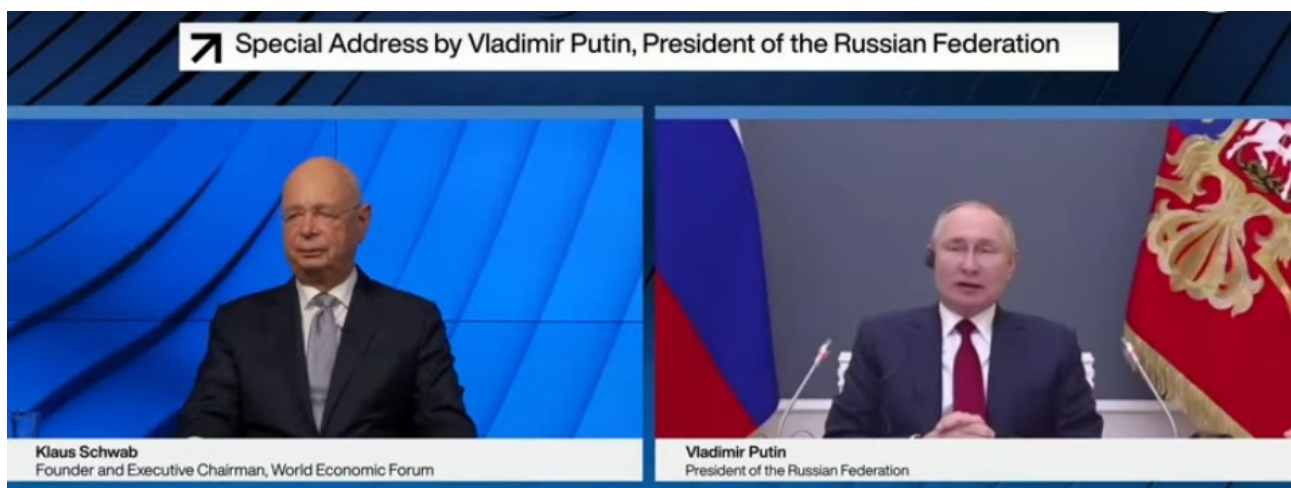 Special Address by Vladimir Putin, President of the Russian Federation
Klaus Schwab
Founder and Executive Chairman, World Economic Forum
Vladimir Putin
President of the Russian Federation